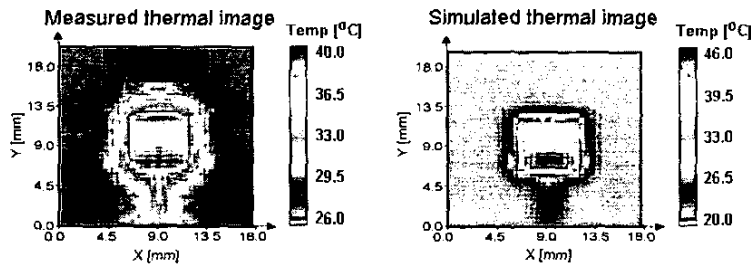 Measured thermal image
Temp [°C]
40.0
36.5
33.0
29.5
26.0
18.0
13.5
9.0
4.5
0.0
Y [mm]
0.0 4.5 9.0 13.5 18.0
X [mm]
Simulated thermal image
Temp [°C]
46.0
39.5
33.0
26.5
20.0
18.0
13.5
9.0
4.5
0.0
Y [mm]
0.0 4.5 9.0 13.5 18.0
X [mm]